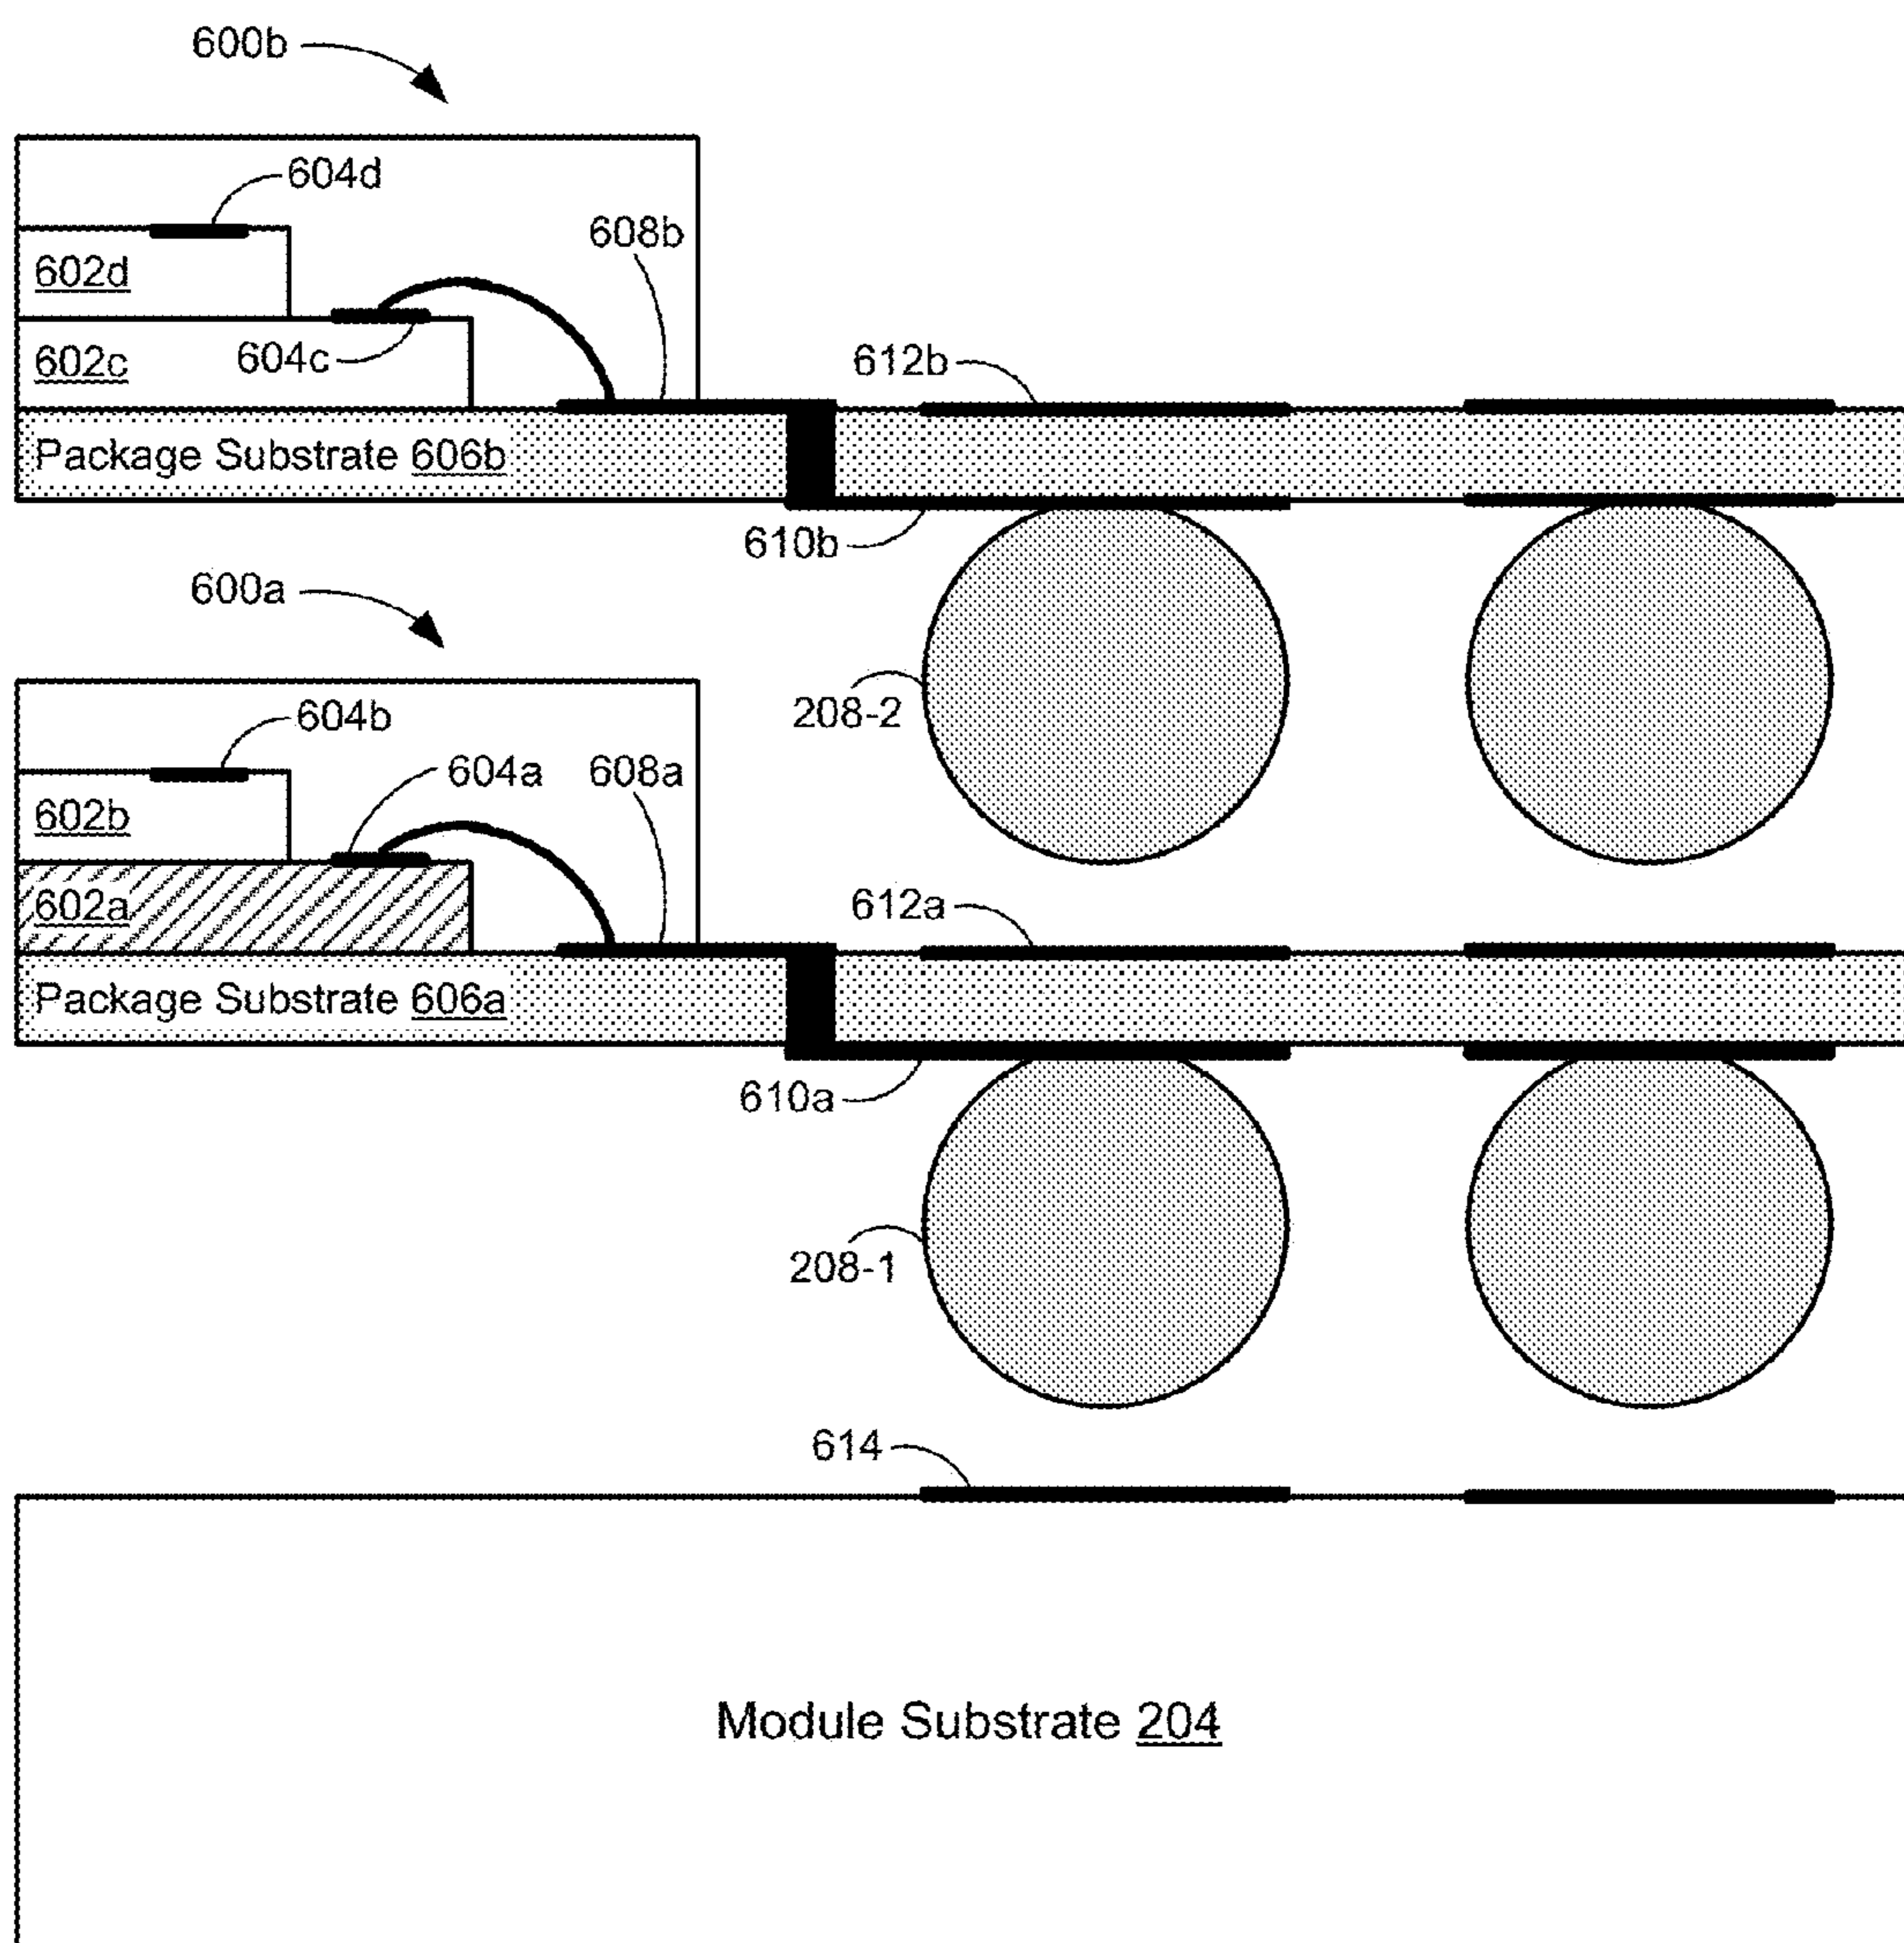 600b
604d
608b
602d
604c
602c
612b
Package Substrate 606b
610b
600a
208-2
604b
604a
608a
602b
602a
612a
Package Substrate 606a
610a
208-1
614
Module Substrate 204